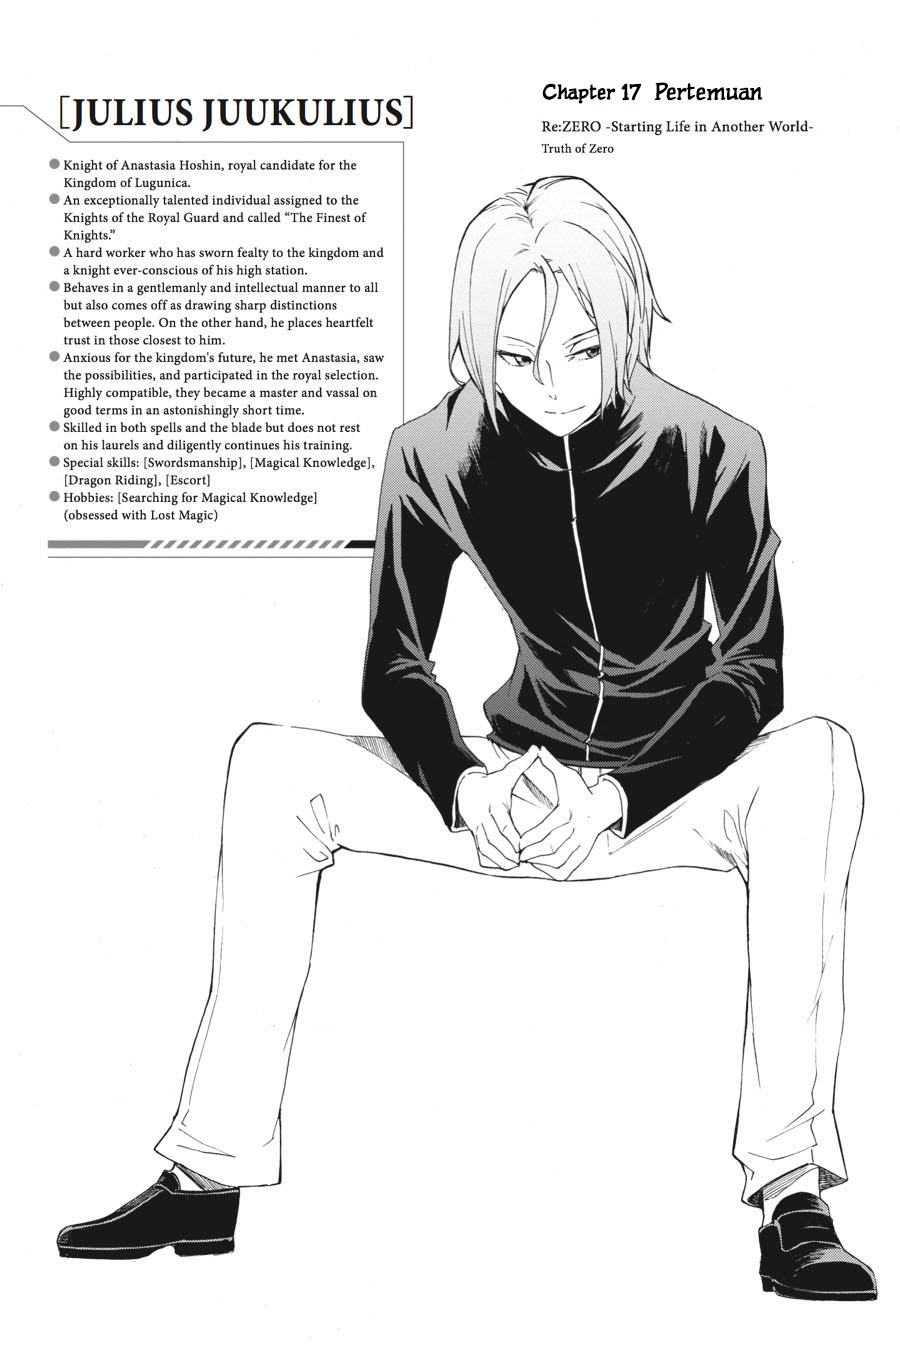 [JULIUS JUUKULIUS]
Knight of Anastasia Hoshin, royal candidate for the
Kingdom of Lugunica.
An exceptionally talented individual assigned to the
Knights of the Royal Guard and called “The Finest of
Knights.”
A hard worker who has sworn fealty to the kingdom and
a knight ever-conscious of his high station.
Behaves in a gentlemanly and intellectual manner to all
but also comes off as drawing sharp distinctions
between people. On the other hand, he places heartfelt
trust in those closest to him.
Anxious for the kingdom's future, he met Anastasia, saw
the possibilities, and participated in the royal selection.
Highly compatible, they became a master and vassal on
good terms in an astonishingly short time.
Skilled in both spells and the blade but does not rest
on his laurels and diligently continues his training.
Special skills: [Swordsmanship], [Magical Knowledge],
[Dragon Riding], [Escort]
Hobbies: [Searching for Magical Knowledge]
(obsessed with Lost Magic)
Chapter 17 Pertemuan
Re:ZERO -Starting Life in Another World-
Truth of Zero